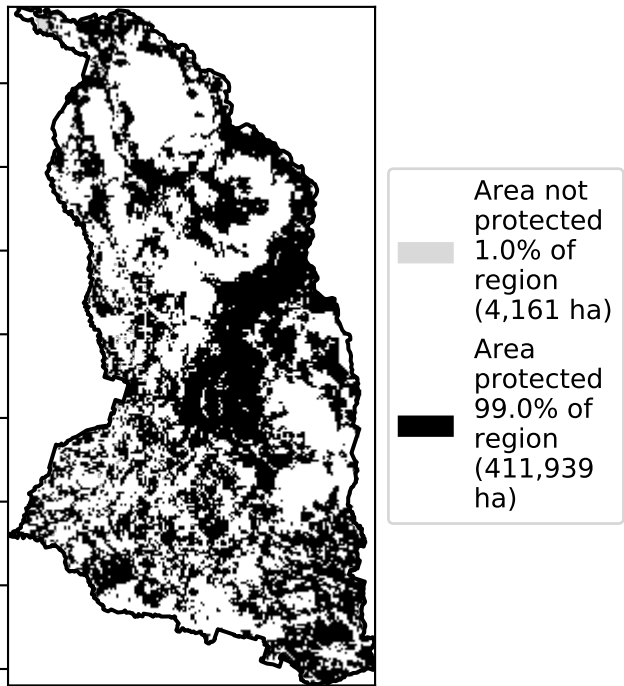 Area not
protected
1.0% of
region
(4,161 ha)
Area
protected
99.0% of
region
(411,939
ha)